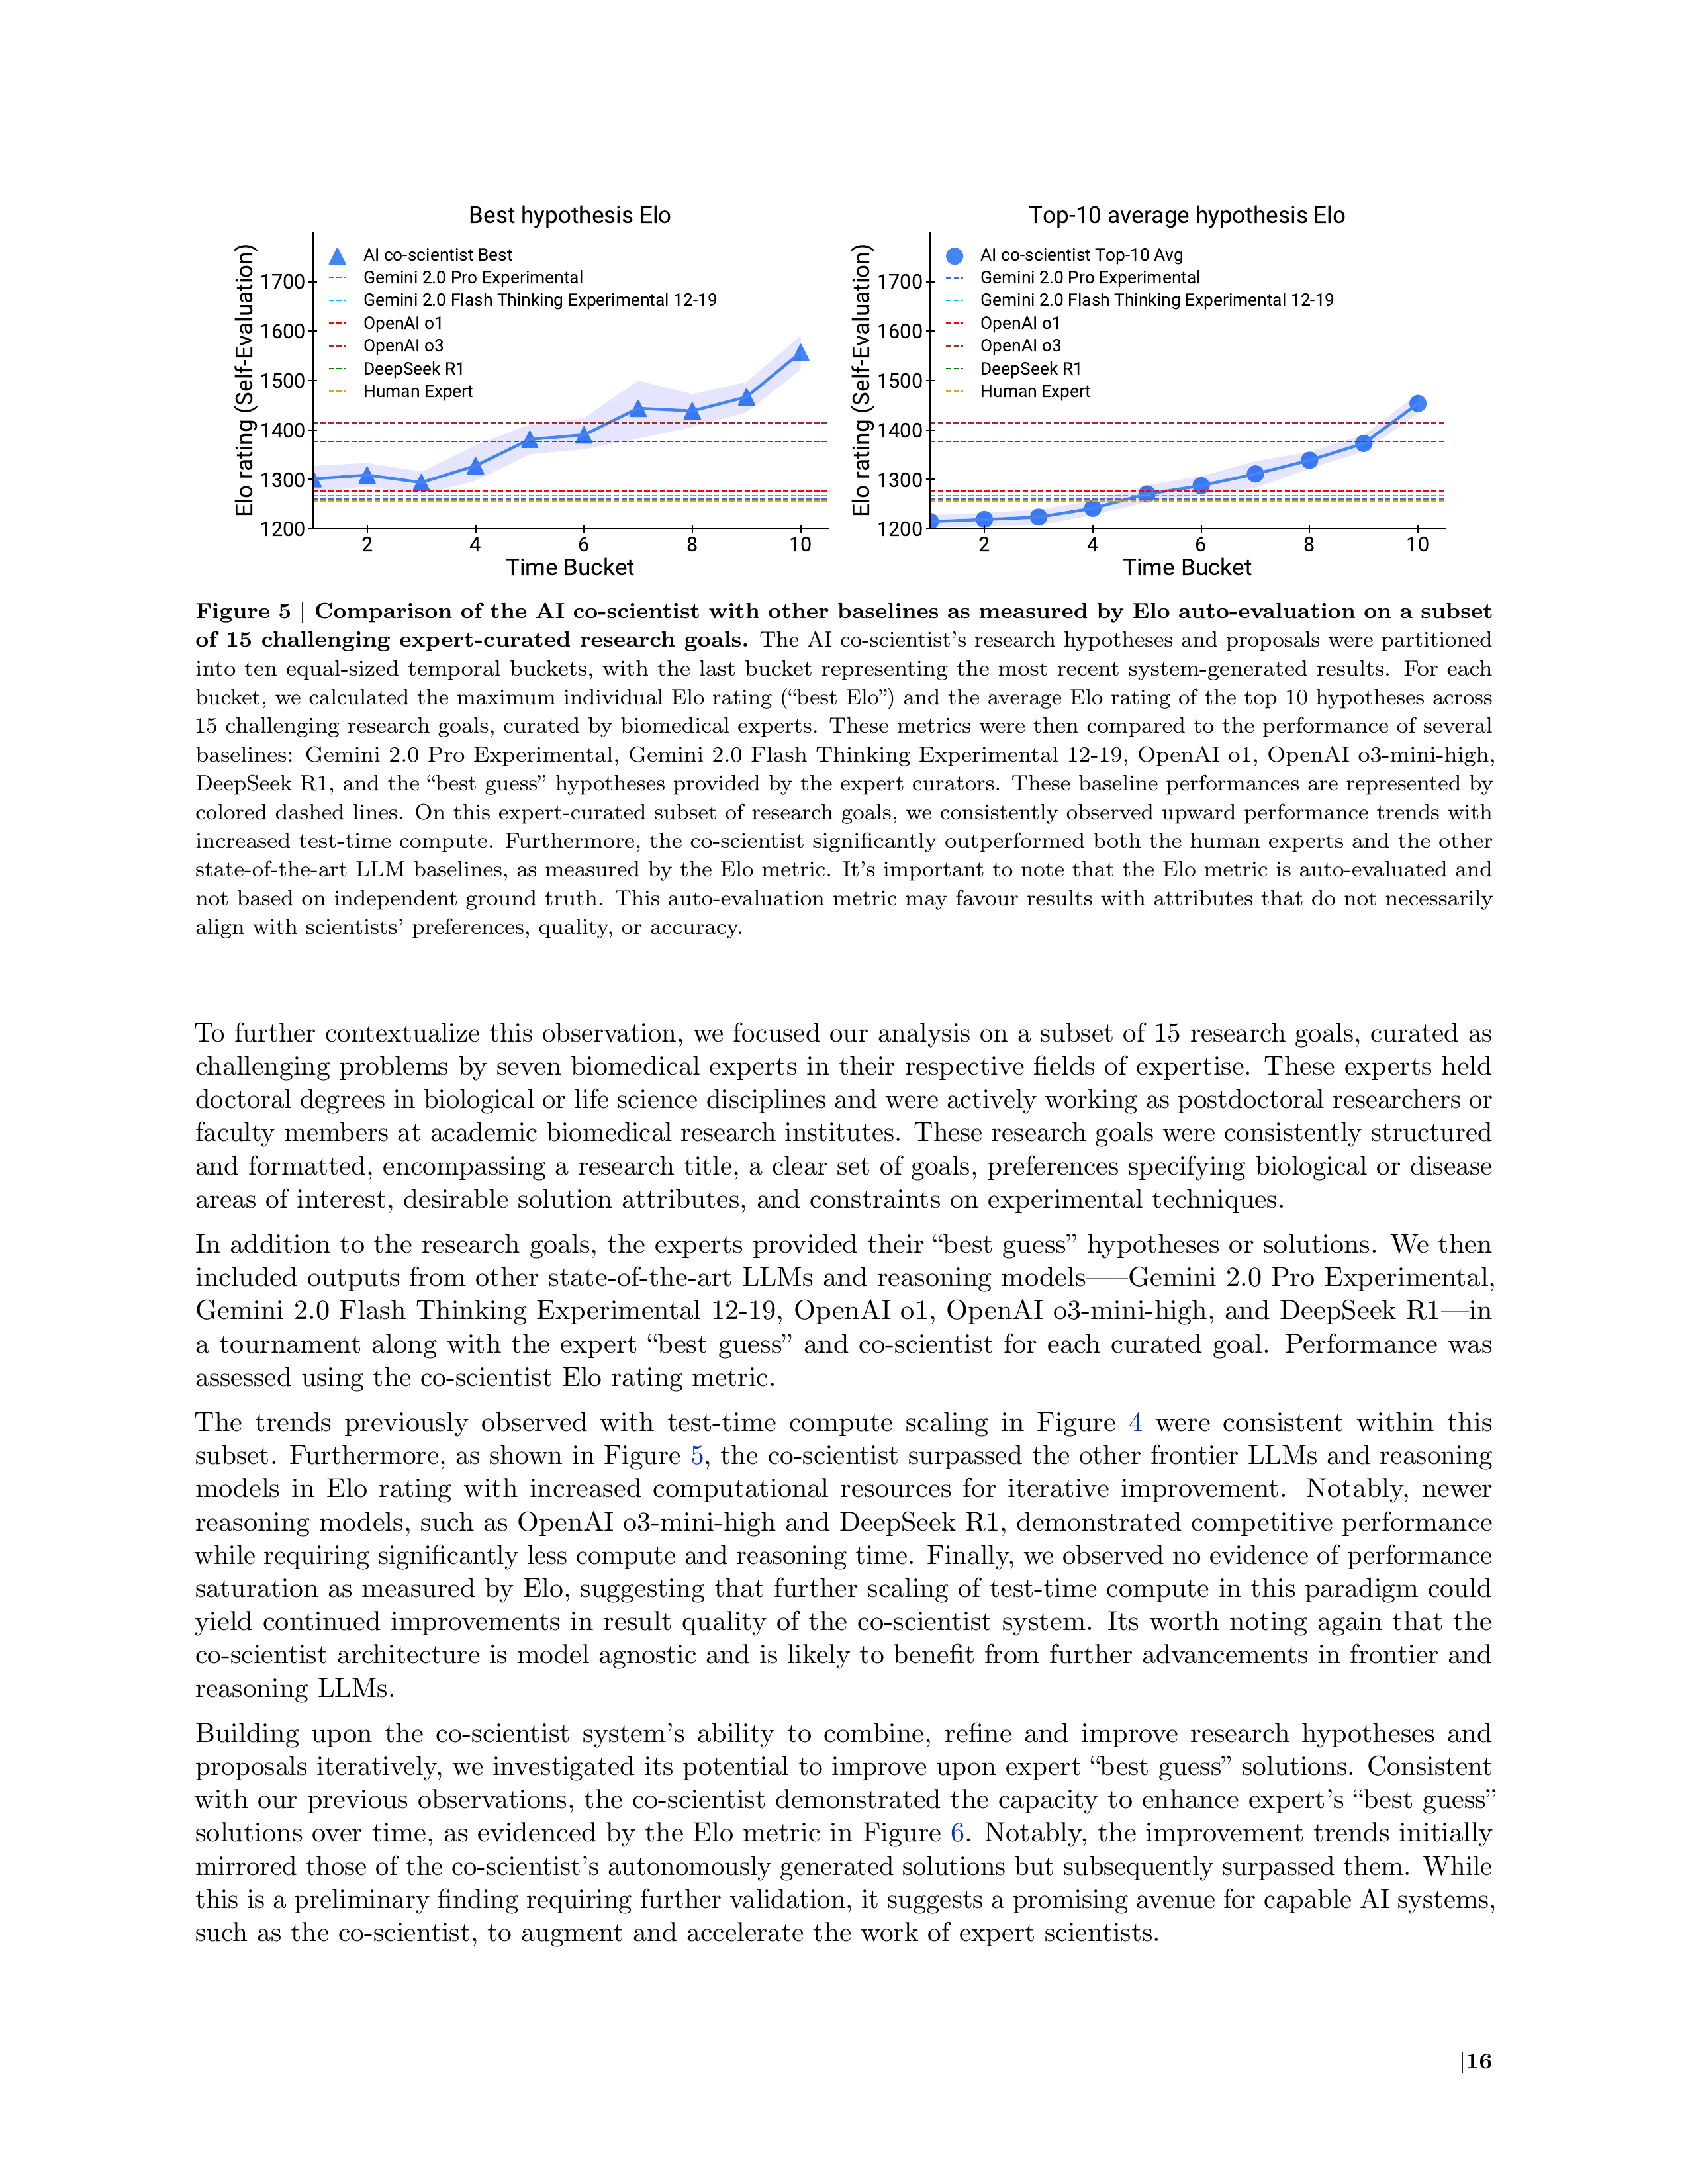 Best hypothesis Elo
Elo rating (Self-Evaluation)
1700
1600
1500
1400
1300
1200
AI co-scientist Best
Gemini 2.0 Pro Experimental
Gemini 2.0 Flash Thinking Experimental 12-19
OpenAI o1
OpenAI o3
DeepSeek R1
Human Expert
2 4 6 8 10
Time Bucket
Top-10 average hypothesis Elo
Elo rating (Self-Evaluation)
1700
1600
1500
1400
1300
1200
AI co-scientist Top-10 Avg
Gemini 2.0 Pro Experimental
Gemini 2.0 Flash Thinking Experimental 12-19
OpenAI o1
OpenAI o3
DeepSeek R1
Human Expert
2 4 6 8 10
Time Bucket
Figure 5 | Comparison of the AI co-scientist with other baselines as measured by Elo auto-evaluation on a subset
of 15 challenging expert-curated research goals. The AI co-scientist's research hypotheses and proposals were partitioned
into ten equal-sized temporal buckets, with the last bucket representing the most recent system-generated results. For each
bucket, we calculated the maximum individual Elo rating (“best Elo”) and the average Elo rating of the top 10 hypotheses across
15 challenging research goals, curated by biomedical experts. These metrics were then compared to the performance of several
baselines: Gemini 2.0 Pro Experimental, Gemini 2.0 Flash Thinking Experimental 12-19, OpenAI o1, OpenAI o3-mini-high,
DeepSeek R1, and the “best guess” hypotheses provided by the expert curators. These baseline performances are represented by
colored dashed lines. On this expert-curated subset of research goals, we consistently observed upward performance trends with
increased test-time compute. Furthermore, the co-scientist significantly outperformed both the human experts and the other
state-of-the-art LLM baselines, as measured by the Elo metric. It's important to note that the Elo metric is auto-evaluated and
not based on independent ground truth. This auto-evaluation metric may favour results with attributes that do not necessarily
align with scientists' preferences, quality, or accuracy.
To further contextualize this observation, we focused our analysis on a subset of 15 research goals, curated as
challenging problems by seven biomedical experts in their respective fields of expertise. These experts held
doctoral degrees in biological or life science disciplines and were actively working as postdoctoral researchers or
faculty members at academic biomedical research institutes. These research goals were consistently structured
and formatted, encompassing a research title, a clear set of goals, preferences specifying biological or disease
areas of interest, desirable solution attributes, and constraints on experimental techniques.
In addition to the research goals, the experts provided their “best guess” hypotheses or solutions. We then
included outputs from other state-of-the-art LLMs and reasoning models–—Gemini 2.0 Pro Experimental,
Gemini 2.0 Flash Thinking Experimental 12-19, OpenAI o1, OpenAI o3-mini-high, and DeepSeek R1—in
a tournament along with the expert “best guess” and co-scientist for each curated goal. Performance was
assessed using the co-scientist Elo rating metric.
The trends previously observed with test-time compute scaling in Figure 4 were consistent within this
subset. Furthermore, as shown in Figure 5, the co-scientist surpassed the other frontier LLMs and reasoning
models in Elo rating with increased computational resources for iterative improvement. Notably, newer
reasoning models, such as OpenAI o3-mini-high and DeepSeek R1, demonstrated competitive performance
while requiring significantly less compute and reasoning time. Finally, we observed no evidence of performance
saturation as measured by Elo, suggesting that further scaling of test-time compute in this paradigm could
yield continued improvements in result quality of the co-scientist system. Its worth noting again that the
co-scientist architecture is model agnostic and is likely to benefit from further advancements in frontier and
reasoning LLMs.
Building upon the co-scientist system's ability to combine, refine and improve research hypotheses and
proposals iteratively, we investigated its potential to improve upon expert “best guess” solutions. Consistent
with our previous observations, the co-scientist demonstrated the capacity to enhance expert's “best guess”
solutions over time, as evidenced by the Elo metric in Figure 6. Notably, the improvement trends initially
mirrored those of the co-scientist's autonomously generated solutions but subsequently surpassed them. While
this is a preliminary finding requiring further validation, it suggests a promising avenue for capable AI systems,
such as the co-scientist, to augment and accelerate the work of expert scientists.
|16